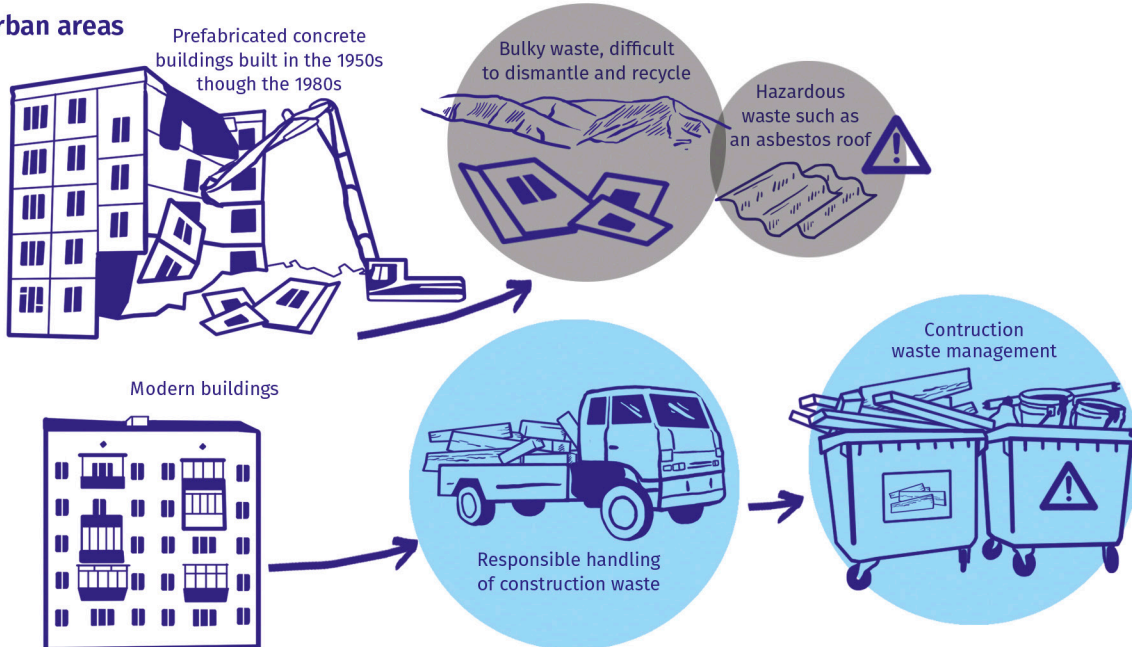 rban areas
Prefabricated concrete
buildings built in the 1950s
though the 1980s
Bulky waste, difficult
to dismantle and recycle
Hazardous
waste such as
an asbestos roof
Modern buildings
Responsible handling
of construction waste
Contruction
waste management